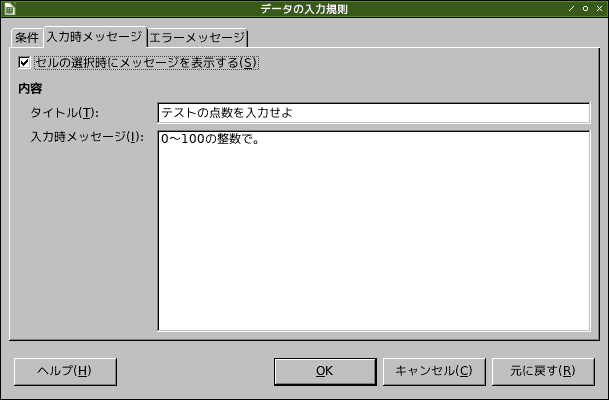 データの入力規則
条件 入力時メッセージ エラーメッセージ
セルの選択時にメッセージを表示する(S)
内容
タイトル(T): テストの点数を入力せよ
入力時メッセージ(I): 0〜100の整数で。
ヘルプ(H) OK キャンセル(C) 元に戻す(R)